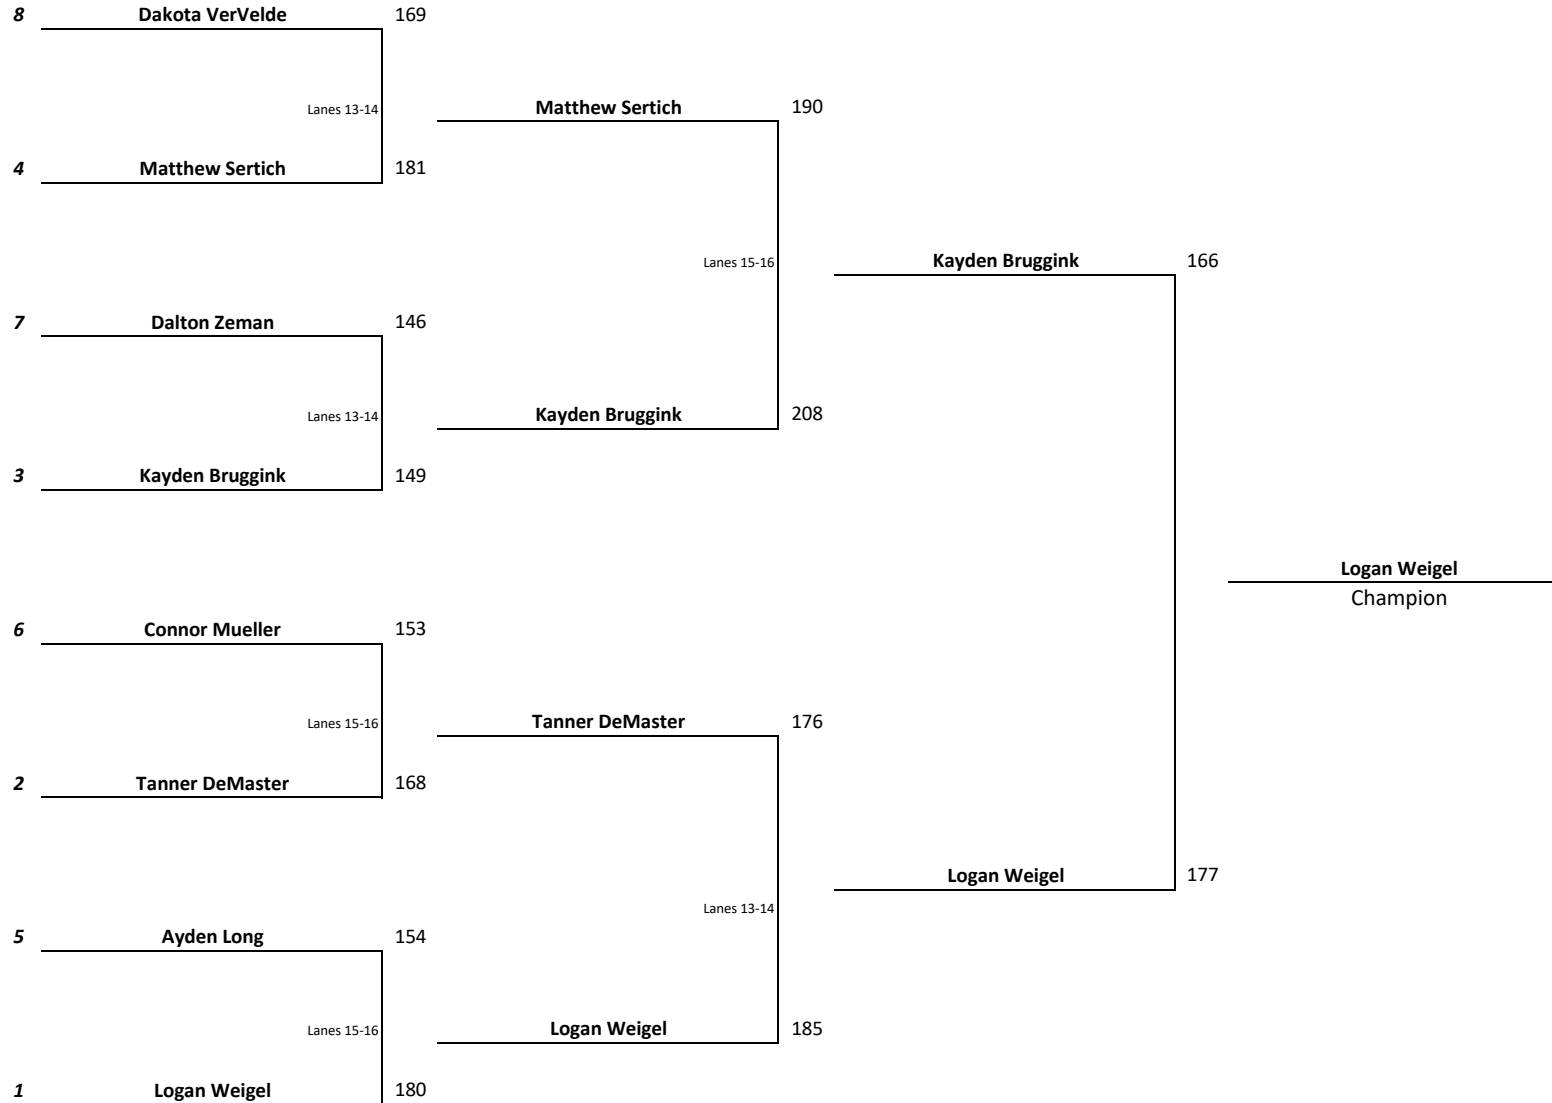 8 Dakota VerVelde 169
Lanes 13-14 Matthew Sertich 190
4 Matthew Sertich 181
Lanes 15-16 Kayden Bruggink 166
7 Dalton Zeman 146
Lanes 13-14 Kayden Bruggink 208
3 Kayden Bruggink 149
Logan Weigel
Champion
6 Connor Mueller 153
Lanes 15-16 Tanner DeMaster 176
2 Tanner DeMaster 168
Logan Weigel 177
Lanes 13-14
5 Ayden Long 154
Lanes 15-16 Logan Weigel 185
1 Logan Weigel 180